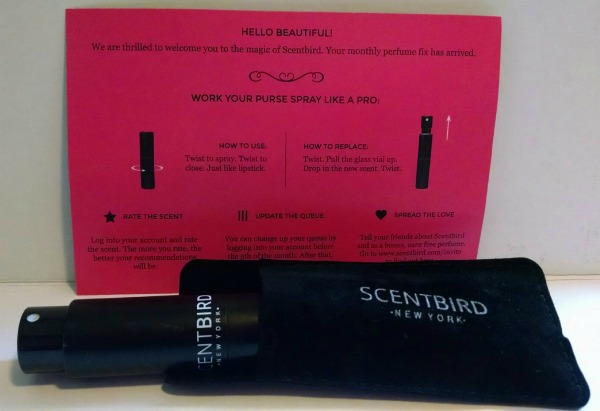 HELLO BEAUTIFUL!
We are thrilled to welcome you to the magic of Scentbird. Your monthly perfume fix has arrived.
WORK YOUR PURSE SPRAY LIKE A PRO:
HOW TO USE:
Twist to spray. Twist to
close. Just like lipstick.
HOW TO REPLACE:
Twist. Pull the glass vial up.
Drop in the new scent. Twist.
RATE THE SCENT
Log into your account and rate
the scent. The more you rate, the
better your recommendations
will be.
UPDATE THE QUEUE
You can change up your queue by
logging into your account before
the 5th of the month. After that,
SPREAD THE LOVE
Tell your friends about Scentbird
and as a bonus, earn free perfume.
Go to www.scentbird.com/invite
CENTBIRD
NEW YORK·
SCENTBIRD
·NEW YORK·